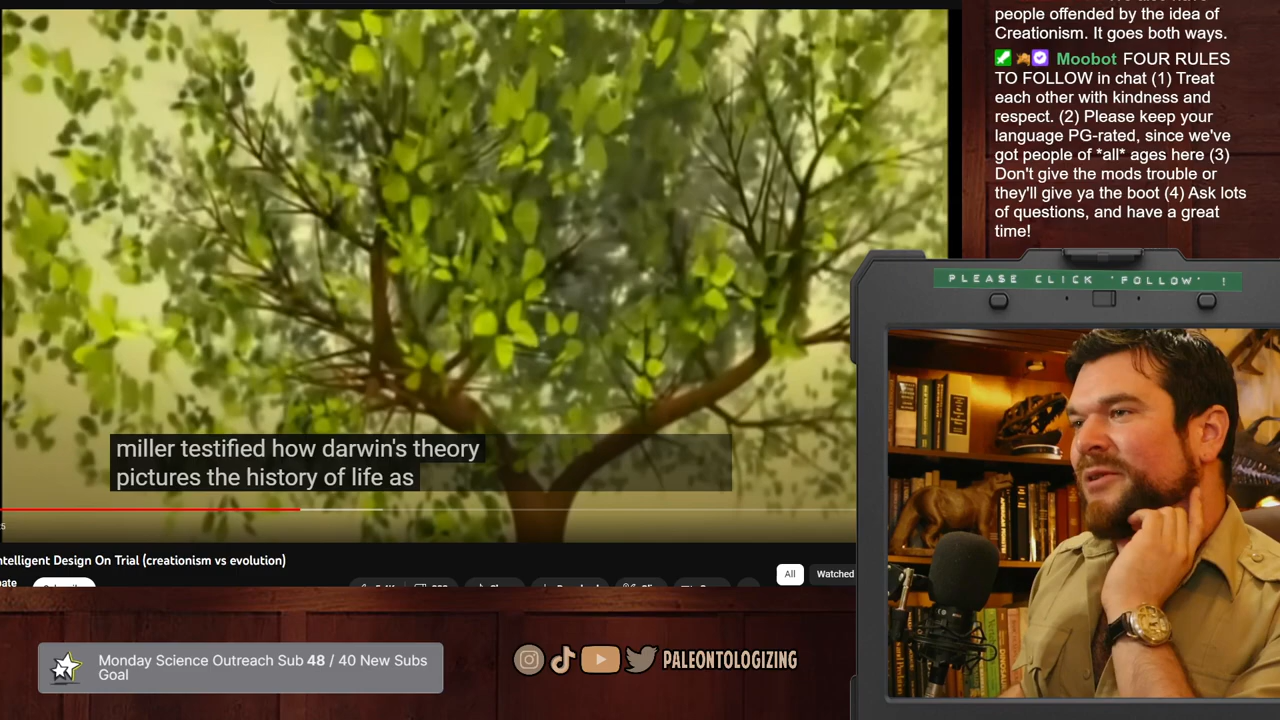 people offended by the idea of
Creationism. It goes both ways.
Moobot FOUR RULES
TO FOLLOW in chat (1) Treat
each other with kindness and
respect. (2) Please keep your
language PG-rated, since we've
got people of *all* ages here (3)
Don't give the mods trouble or
they'll give ya the boot (4) Ask lots
of questions, and have a great
time!
PLEASE CLICK 'FOLLOW' !
miller testified how darwin's theory
pictures the history of life as
ntelligent Design On Trial (creationism vs evolution)
All
Watched
Monday Science Outreach Sub 48 / 40 New Subs
Goal
PALEONTOLOGIZING